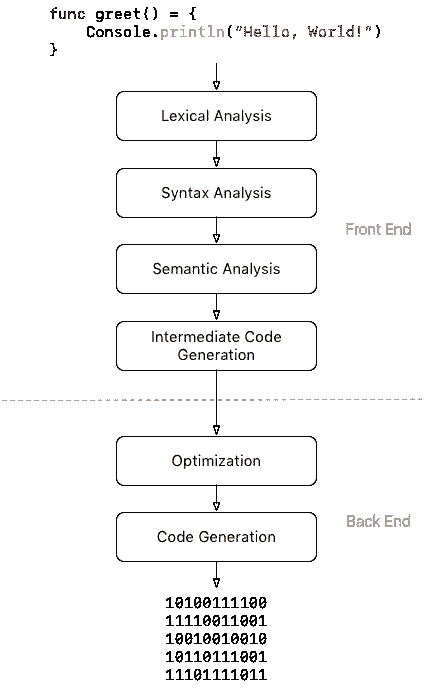 func greet() = {
    Console.println("Hello, World!")
}
Lexical Analysis
Syntax Analysis
Front End
Semantic Analysis
Intermediate Code
Generation
Optimization
Back End
Code Generation
10100111100
11110011001
10010010010
10110111001
11101111011